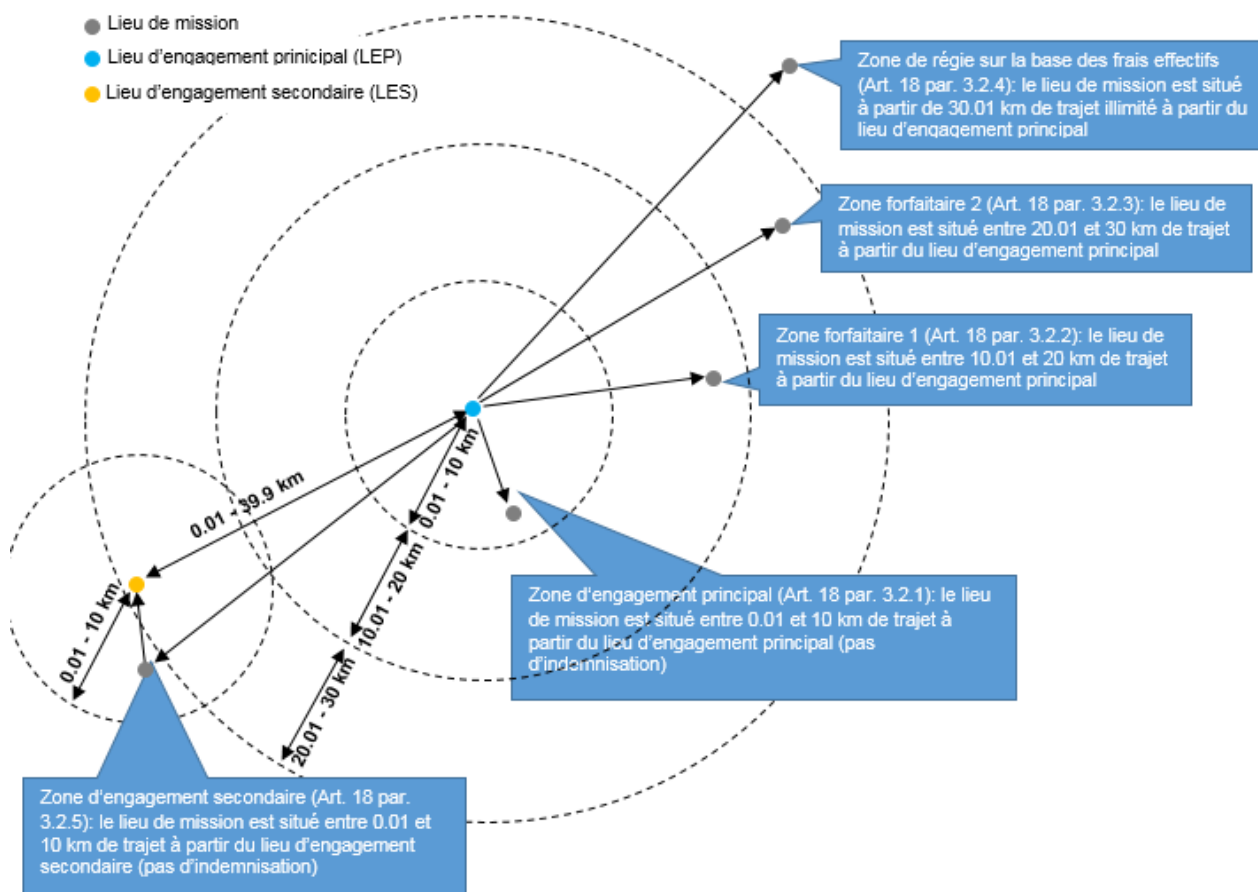 Lieu de mission
Lieu d'engagement prinicipal (LEP)
Lieu d'engagement secondaire (LES)
Zone de régie sur la base des frais effectifs
(Art. 18 par. 3.2.4): le lieu de mission est situé
à partir de 30.01 km de trajet illimité à partir du
lieu d'engagement principal
Zone forfaitaire 2 (Art. 18 par. 3.2.3): le lieu de
mission est situé entre 20.01 et 30 km de trajet
à partir du lieu d'engagement principal
Zone forfaitaire 1 (Art. 18 par. 3.2.2): le lieu de
mission est situé entre 10.01 et 20 km de trajet
à partir du lieu d'engagement principal
0.01 - 39.9 km
0.01 - 10 km
10.01 - 20 km
20.01 - 30 km
0.01 - 10 km
Zone d'engagement principal (Art. 18 par. 3.2.1): le lieu
de mission est situé entre 0.01 et 10 km de trajet à
partir du lieu d'engagement principal (pas
d'indemnisation)
Zone d'engagement secondaire (Art. 18 par.
3.2.5): le lieu de mission est situé entre 0.01 et
10 km de trajet à partir du lieu d'engagement
secondaire (pas d'indemnisation)